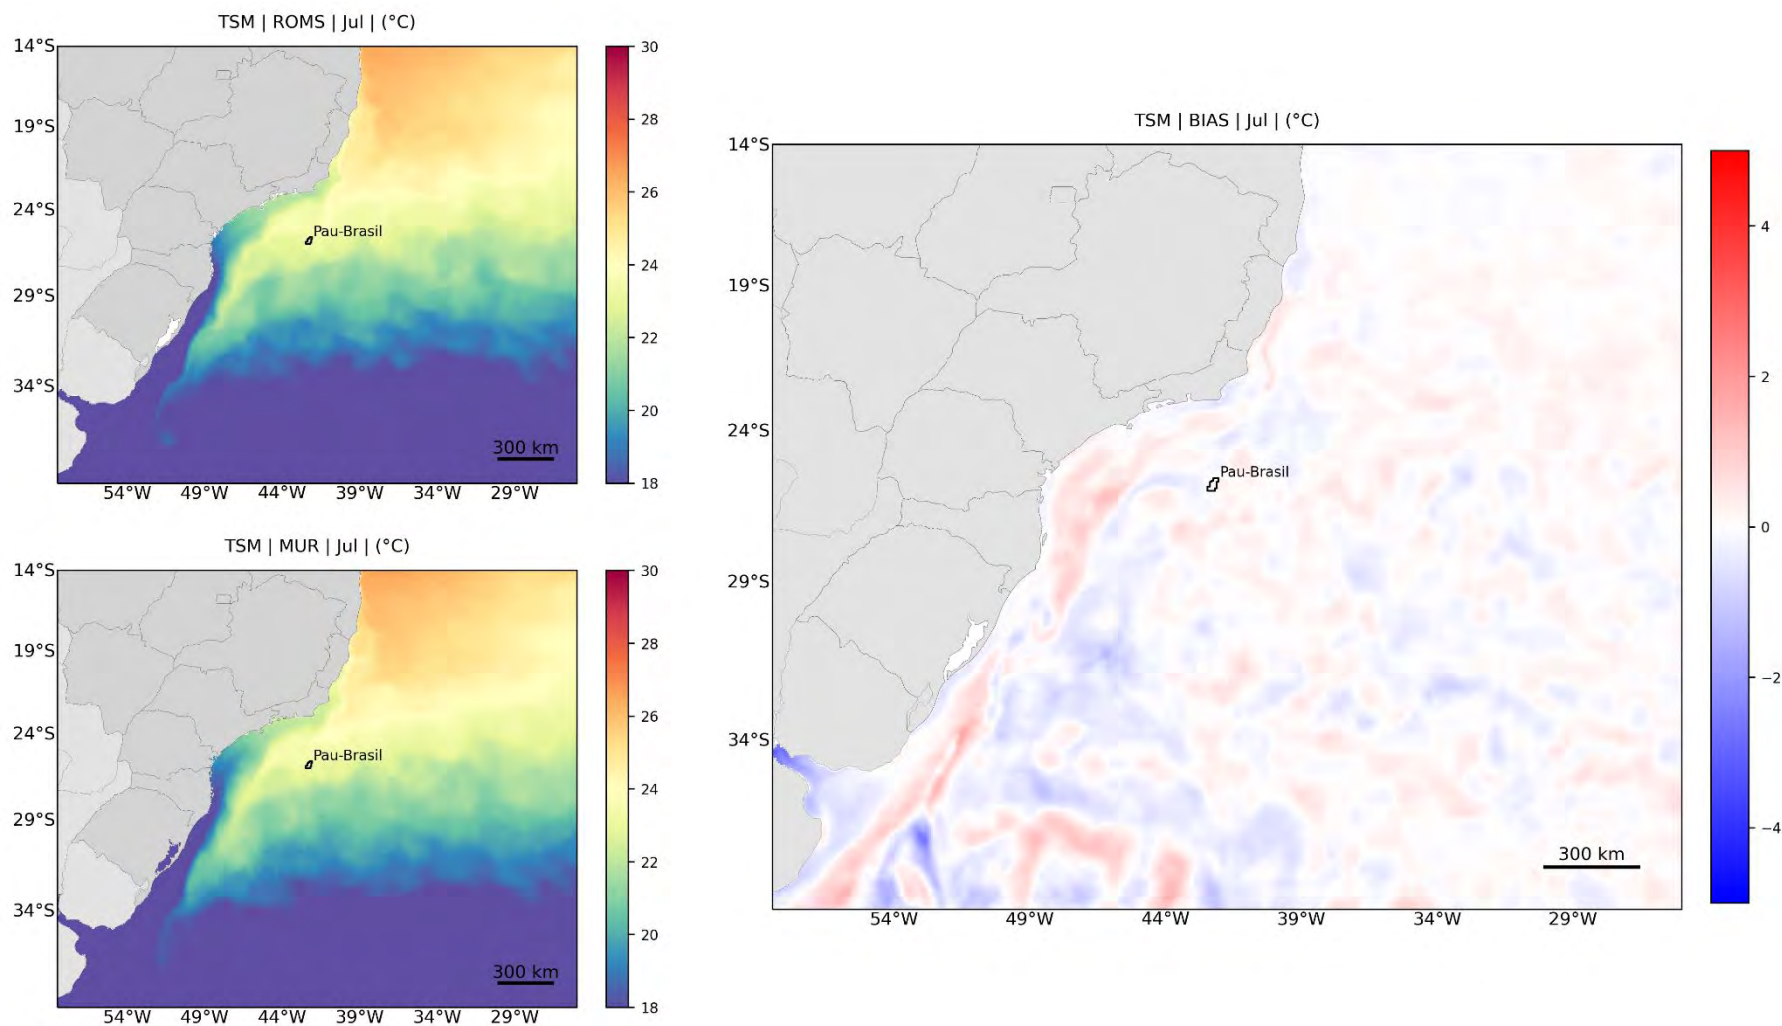 TSM | ROMS | Jul | (°C)
14°S
19°S
24°S
29°S
34°S
54°W 49°W 44°W 39°W 34°W 29°W
Pau-Brasil
300 km
30
28
26
24
22
20
18
TSM | MUR | Jul | (°C)
14°S
19°S
24°S
29°S
34°S
54°W 49°W 44°W 39°W 34°W 29°W
Pau-Brasil
300 km
30
28
26
24
22
20
18
TSM | BIAS | Jul | (°C)
14°S
19°S
24°S
29°S
34°S
54°W 49°W 44°W 39°W 34°W 29°W
Pau-Brasil
300 km
4
2
0
−2
−4